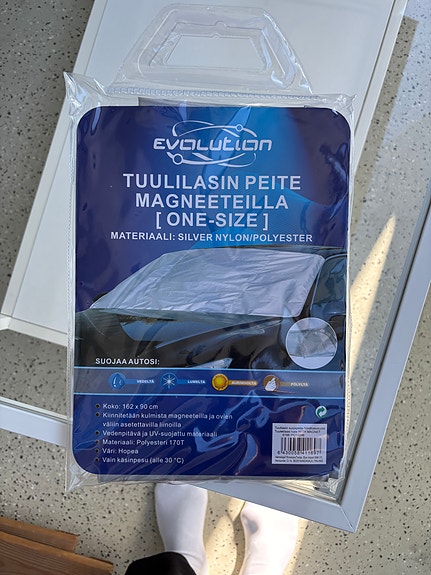 EVOLUTION
TUULILASIN PEITE
MAGNEETEILLA
[ ONE-SIZE ]
MATERIAALI: SILVER NYLON/POLYESTER
SUOJAA AUTOSI:
VEDELTÄ LUMELTA AURINGOLTA PÖLYLTÄ
• Koko: 162 x 90 cm
• Kiinnitetään kulmista magneeteilla ja ovien
väliin asetettavilla liinoilla
• Vedenpitävä ja UV-suojattu materiaali
• Materiaali: Polyesteri 170T
• Väri: Hopea
• Vain käsinpesu (alle 30 °C)